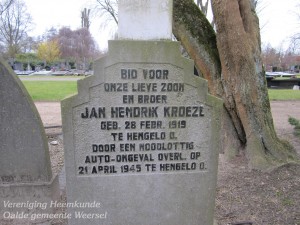 BID VOOR
ONZE LIEVE ZOON
EN BROER
JAN HENDRIK KROEZE
GEB. 28 FEBR. 1919
TE HENGELO O.
DOOR EEN NOODLOTTIG
AUTO-ONGEVAL OVERL. OP
21 APRIL 1945 TE HENGELO O.
Vereniging Heemkunde
Oalde gemeente Weersel